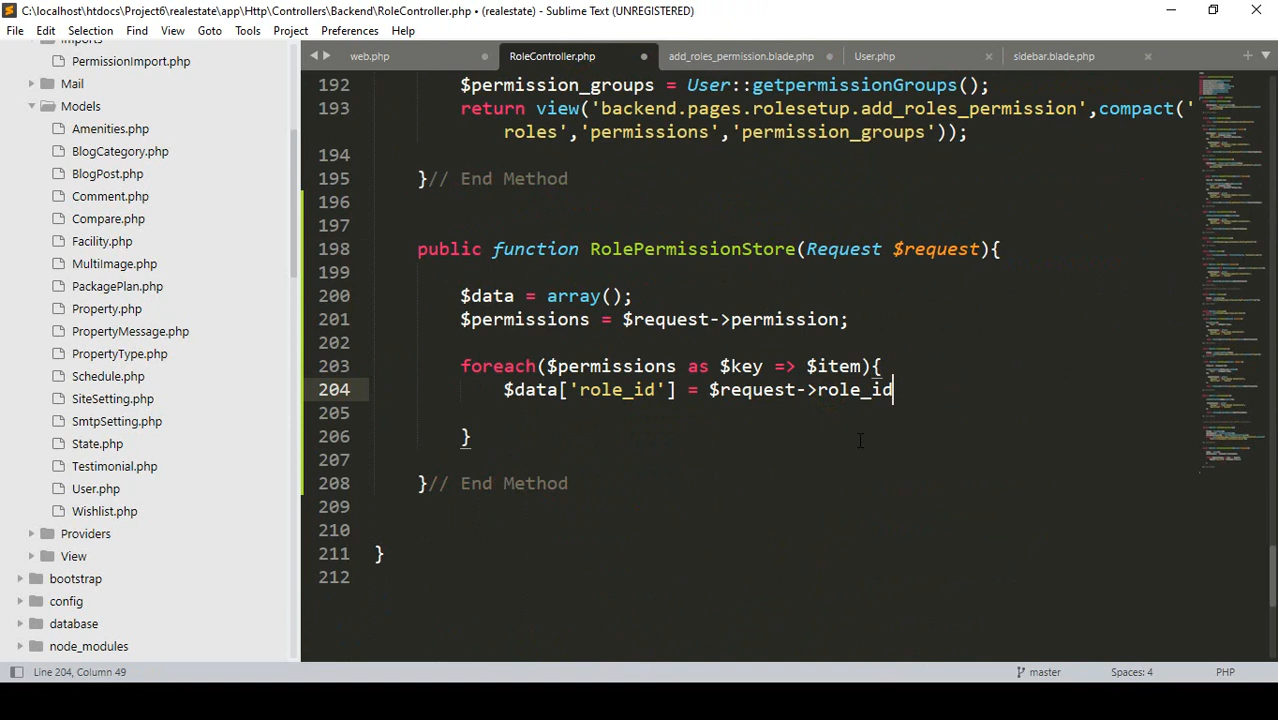 C:\localhost\htdocs\Project6\realestate\app\Http\Controllers\Backend\RoleController.php • (realestate) - Sublime Text (UNREGISTERED)
File Edit Selection Find View Goto Tools Project Preferences Help
Imports
PermissionImport.php
Mail
Models
Amenities.php
BlogCategory.php
BlogPost.php
Comment.php
Compare.php
Facility.php
MultiImage.php
PackagePlan.php
Property.php
PropertyMessage.php
PropertyType.php
Schedule.php
SiteSetting.php
SmtpSetting.php
State.php
Testimonial.php
User.php
Wishlist.php
Providers
View
bootstrap
config
database
node_modules
web.php RoleController.php add_roles_permission.blade.php User.php sidebar.blade.php
192 $permission_groups = User::getpermissionGroups();
193 return view('backend.pages.rolesetup.add_roles_permission',compact('
roles','permissions','permission_groups'));
194
195 }// End Method
196
197
198 public function RolePermissionStore(Request $request){
199
200 $data = array();
201 $permissions = $request->permission;
202
203 foreach($permissions as $key => $item){
204 $data['role_id'] = $request->role_id
205
206 }
207
208 }// End Method
209
210
211 }
212
Line 204, Column 49 master Spaces: 4 PHP